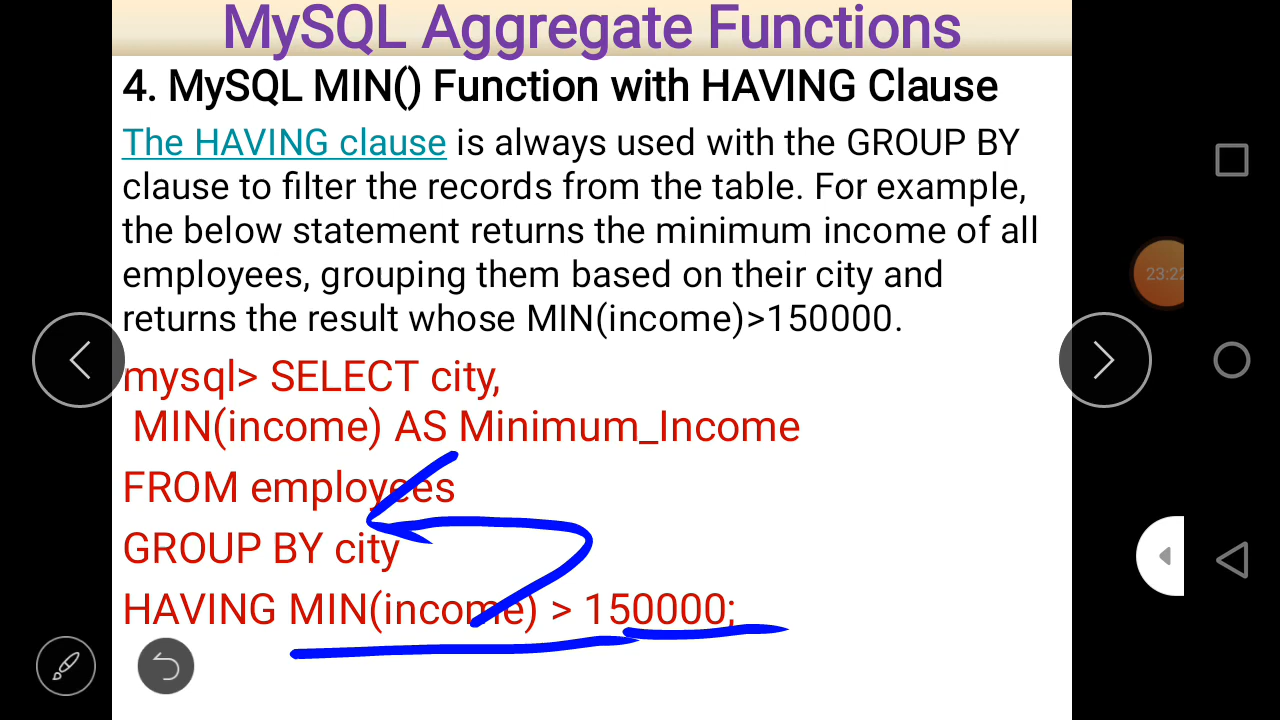 MySQL Aggregate Functions
4. MySQL MIN() Function with HAVING Clause
The HAVING clause is always used with the GROUP BY
clause to filter the records from the table. For example,
the below statement returns the minimum income of all
employees, grouping them based on their city and
returns the result whose MIN(income)>150000.
mysql> SELECT city,
MIN(income) AS Minimum_Income
FROM employees
GROUP BY city
HAVING MIN(income) > 150000;
23:22